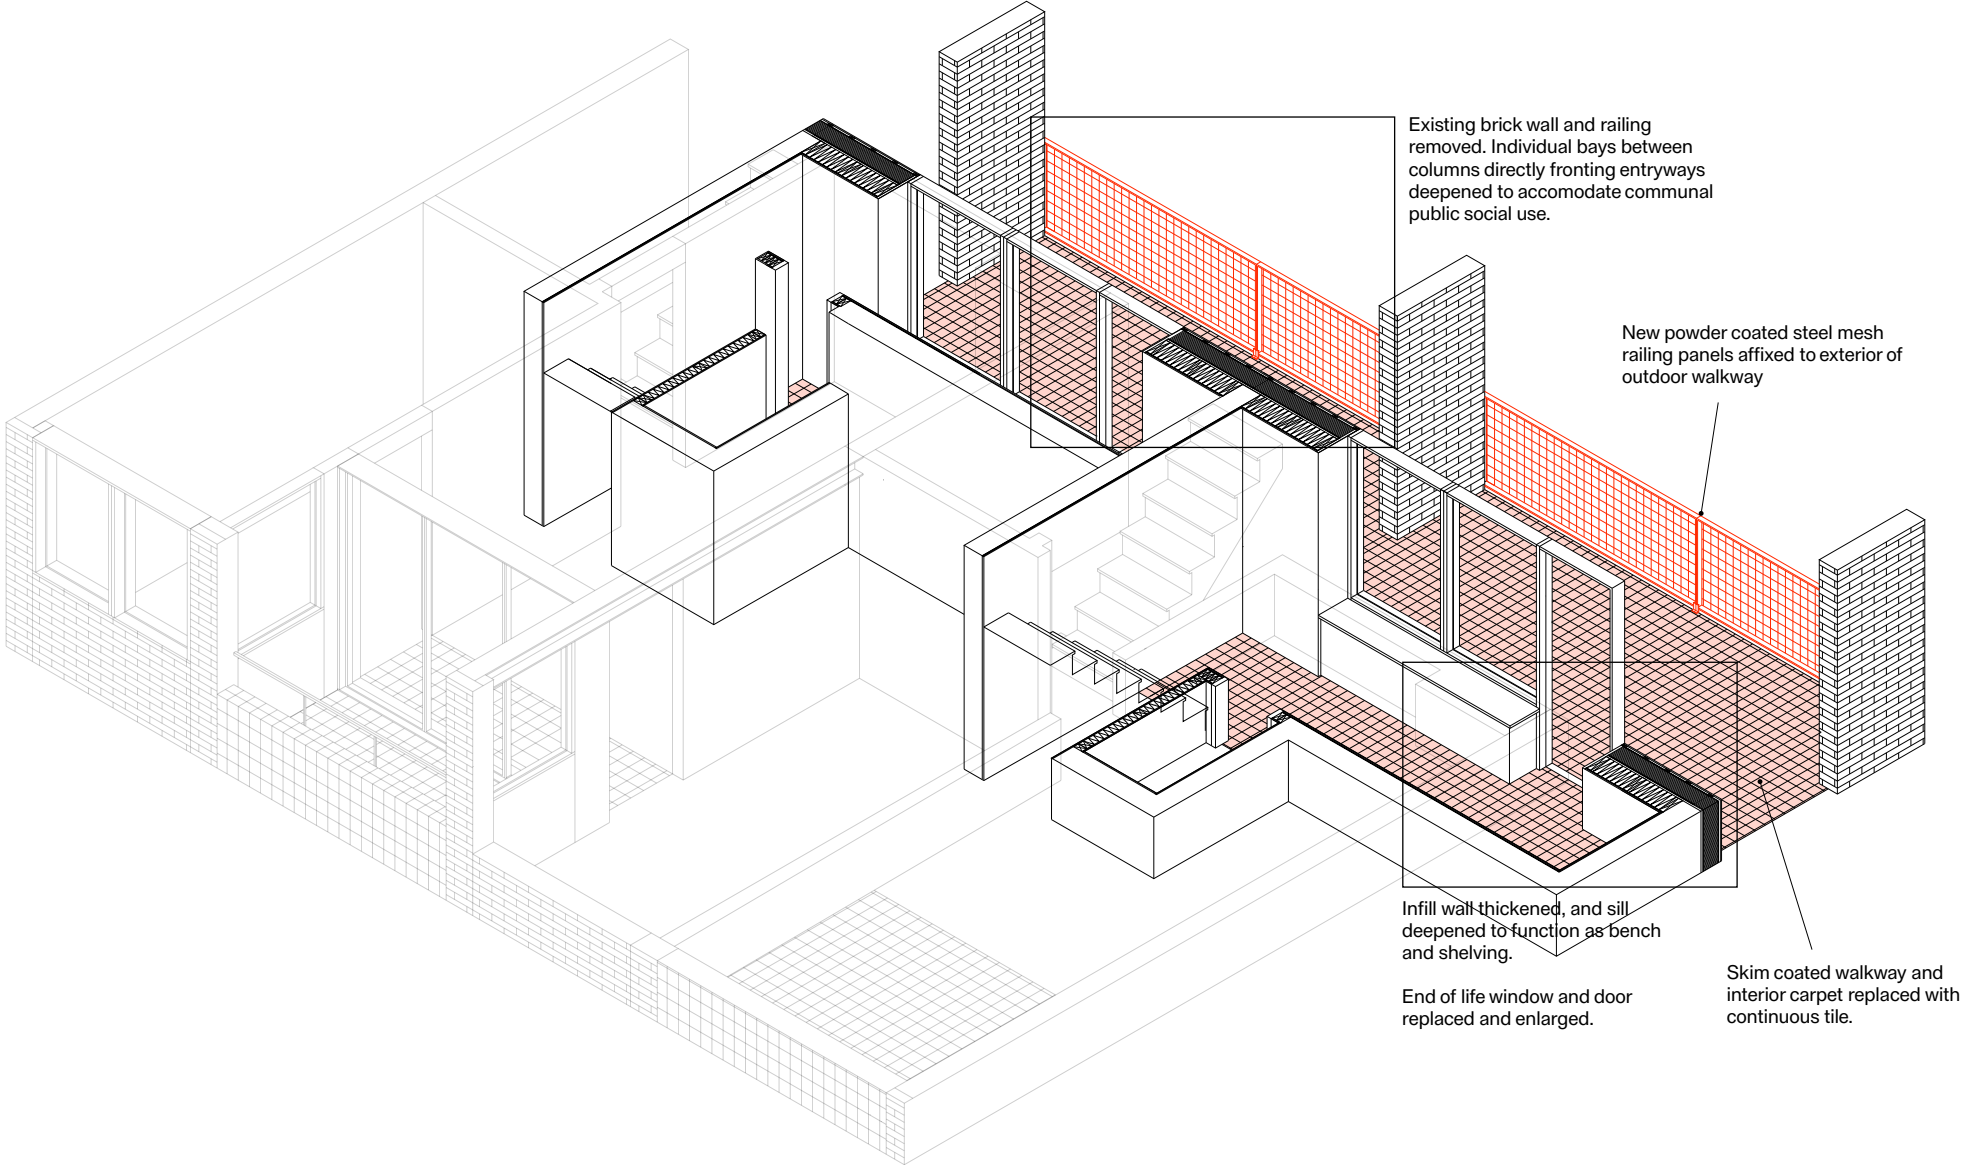 Existing brick wall and railing
removed. Individual bays between
columns directly fronting entryways
deepened to accomodate communal
public social use.
New powder coated steel mesh
railing panels affixed to exterior of
outdoor walkway
Infill wall thickened, and sill
deepened to function as bench
and shelving.
End of life window and door
replaced and enlarged.
Skim coated walkway and
interior carpet replaced with
continuous tile.